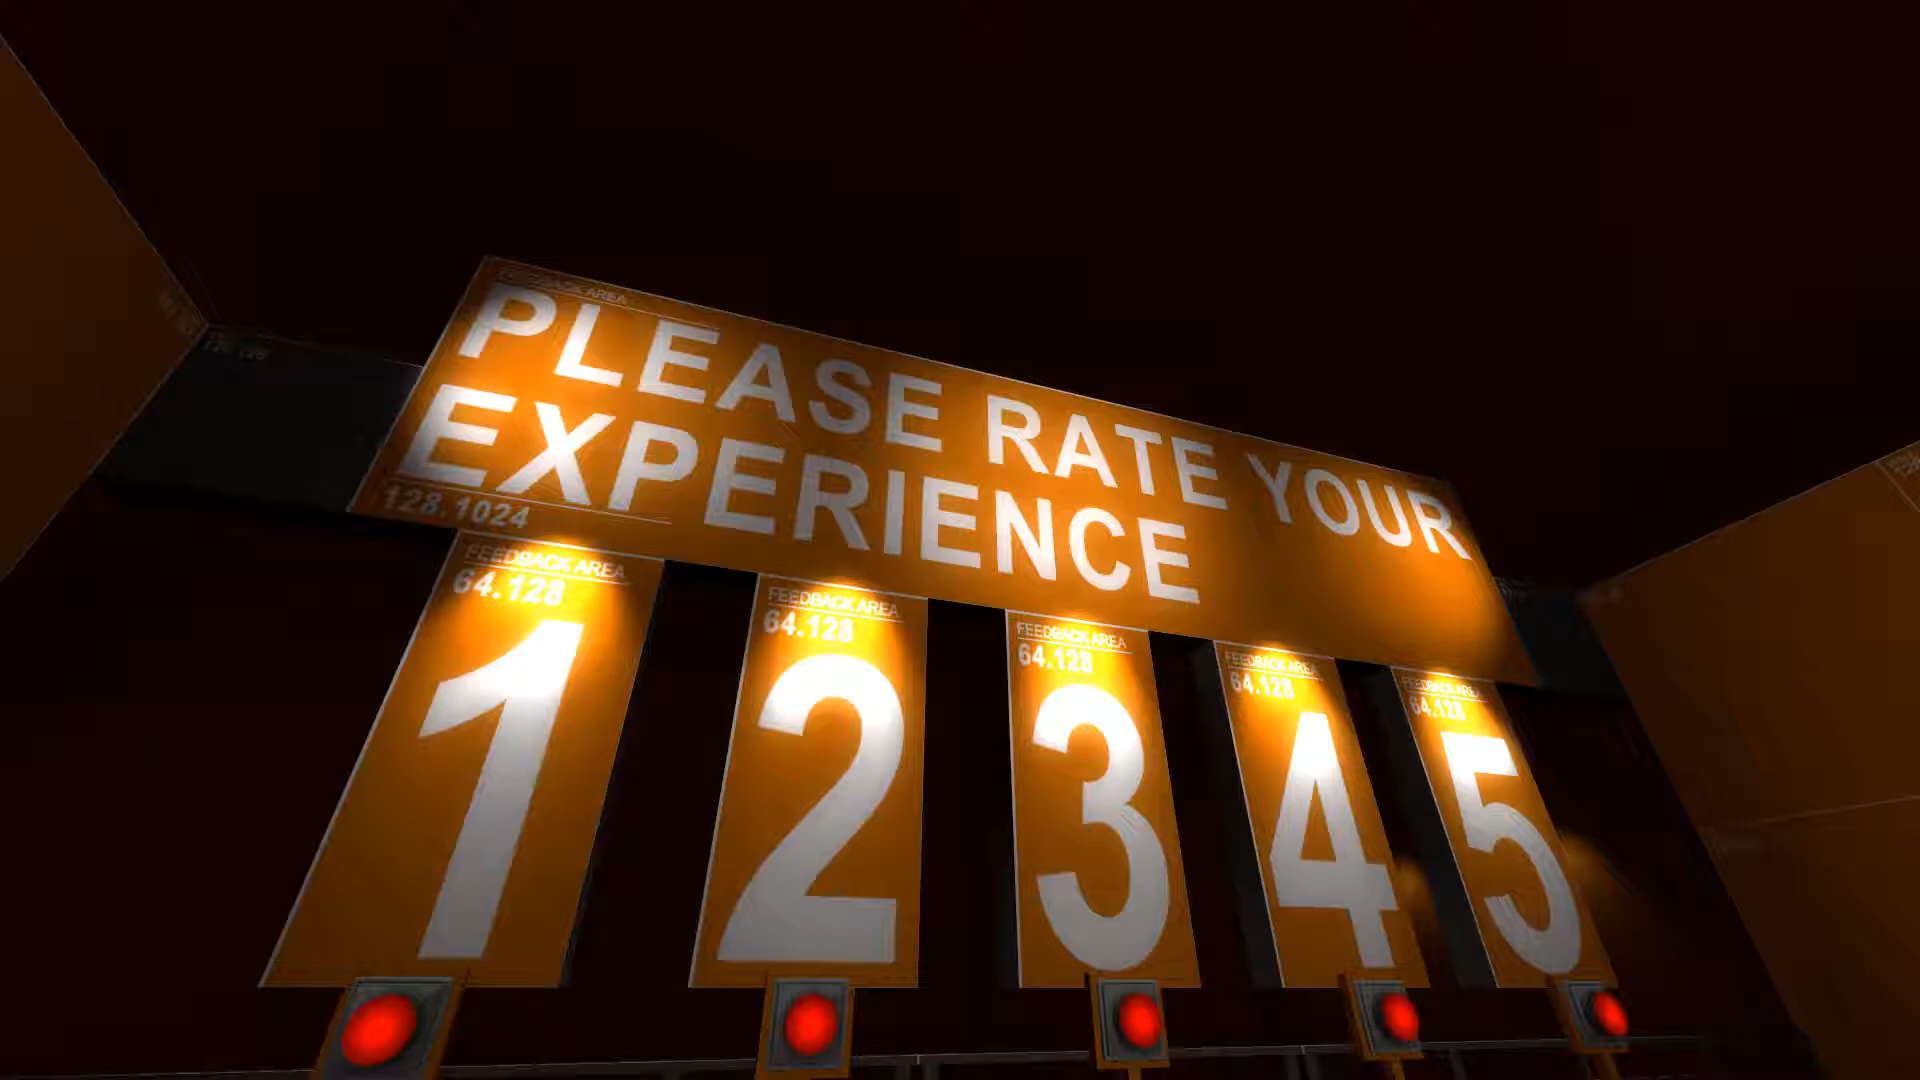 FEEDBACK AREA
PLEASE RATE YOUR
EXPERIENCE
128.1024
FEEDBACK AREA
64.128
1
FEEDBACK AREA
64.128
2
FEEDBACK AREA
64.128
3
FEEDBACK AREA
64.128
4
FEEDBACK AREA
64.128
5